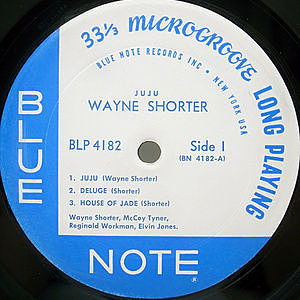 33⅓ MICROGROOVE LONG PLAYING
BLUE NOTE RECORDS INC • NEW YORK USA
JUJU
WAYNE SHORTER
BLP 4182 Side 1
(BN 4182-A)
1. JUJU (Wayne Shorter)
2. DELUGE (Shorter)
3. HOUSE OF JADE (Shorter)
Wayne Shorter, McCoy Tyner,
Reginald Workman, Elvin Jones.
BLUE
NOTE
®